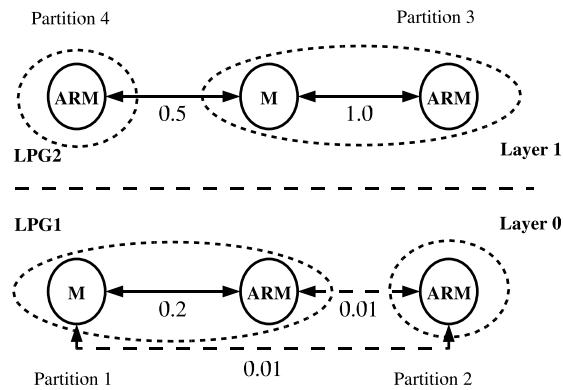 Partition 4
Partition 3
ARM
M
ARM
0.5
1.0
LPG2
Layer 1
LPG1
Layer 0
M
ARM
ARM
0.2
0.01
0.01
Partition 1
Partition 2